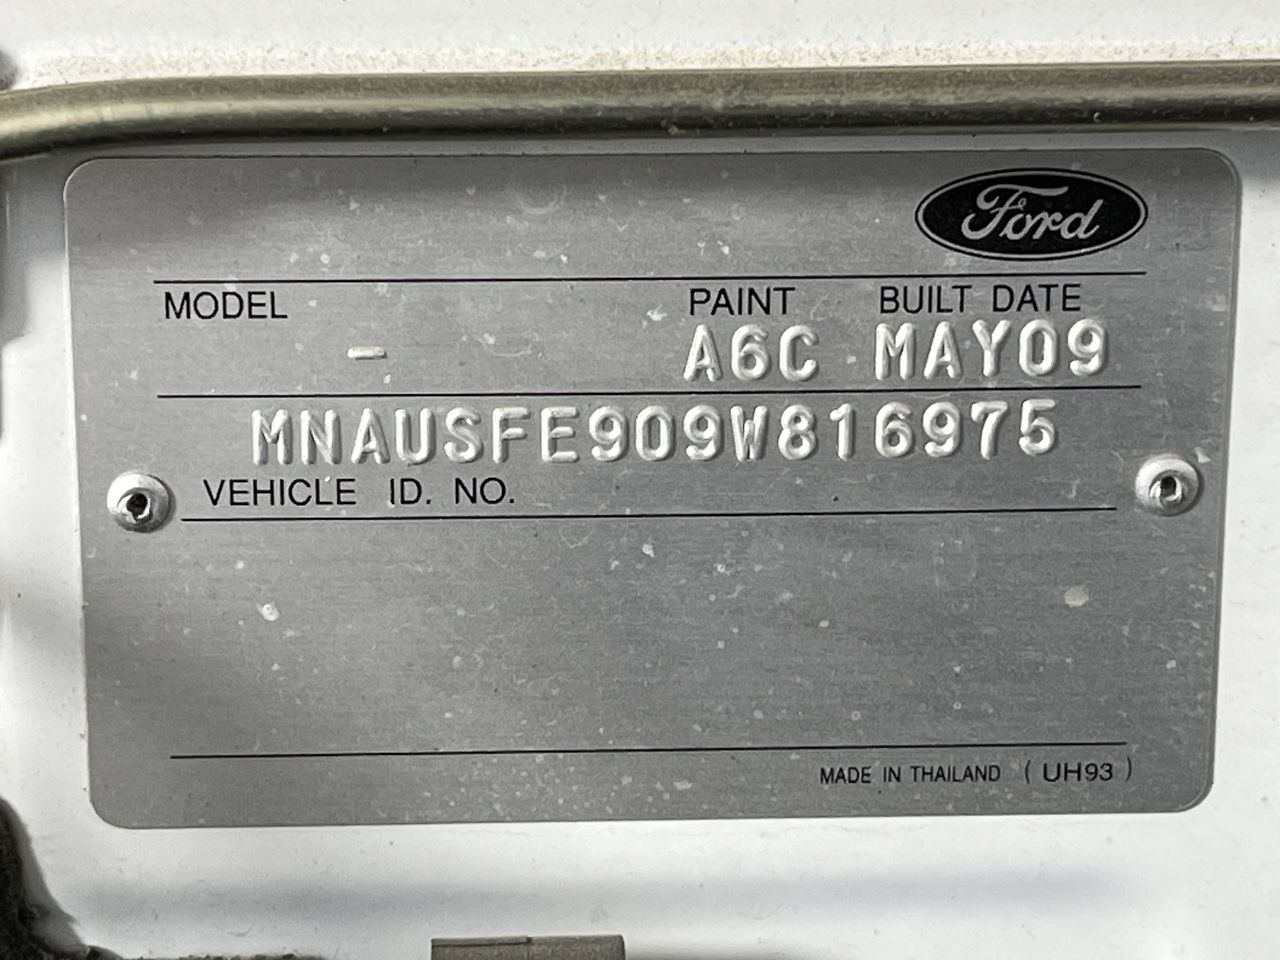 Ford
MODEL PAINT BUILT DATE
- A6C MAY09
MNAUSFE909W816975
VEHICLE ID. NO.
MADE IN THAILAND ( UH93 )